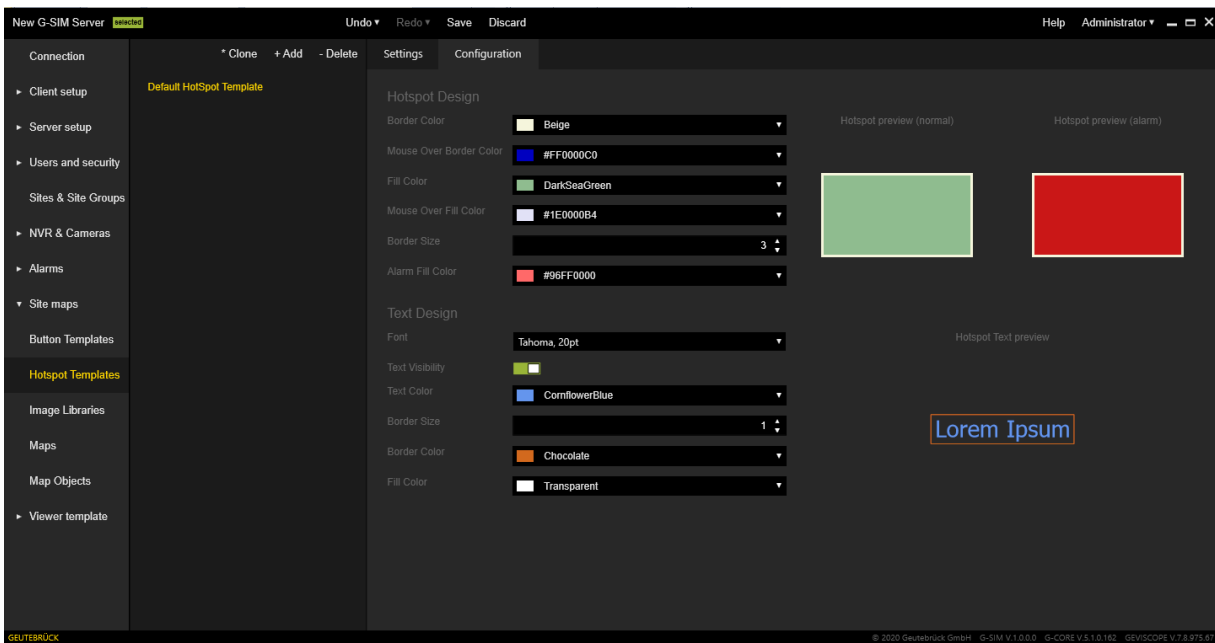 New G-SIM Server selected Undo ▾ Redo ▾ Save Discard Help Administrator ▾
Connection
* Clone + Add - Delete
Settings Configuration
Client setup
Default HotSpot Template
Server setup
Users and security
Sites & Site Groups
NVR & Cameras
Alarms
Site maps
Button Templates
Hotspot Templates
Image Libraries
Maps
Map Objects
Viewer template
Hotspot Design
Border Color Beige
Mouse Over Border Color #FF0000C0
Fill Color DarkSeaGreen
Mouse Over Fill Color #1E0000B4
Border Size 3
Alarm Fill Color #96FF0000
Hotspot preview (normal) Hotspot preview (alarm)
Text Design
Font Tahoma, 20pt
Text Visibility
Text Color CornflowerBlue
Border Size 1
Border Color Chocolate
Fill Color Transparent
Hotspot Text preview
Lorem Ipsum
GEUTEBRÜCK
© 2020 Geutebrück GmbH G-SIM V.1.0.0.0 G-CORE V.5.1.0.162 GEVISCOPE V.7.8.975.67